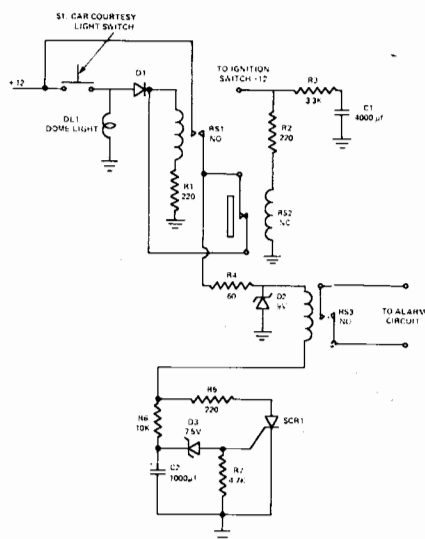 ST. CAR COURTESY
LIGHT SWITCH
+12
D1
DL1
DOME LIGHT
R1
220
RS1
NO
TO IGNITION
SWITCH +12
R3
3.3K
C1
4000 µf
R2
220
RS2
NC
R4
60
D2
9V
RS3
NO
TO ALARM
CIRCUIT
R5
220
R6
10K
D3
7.5V
SCR1
C2
1000µf
R7
4.7K